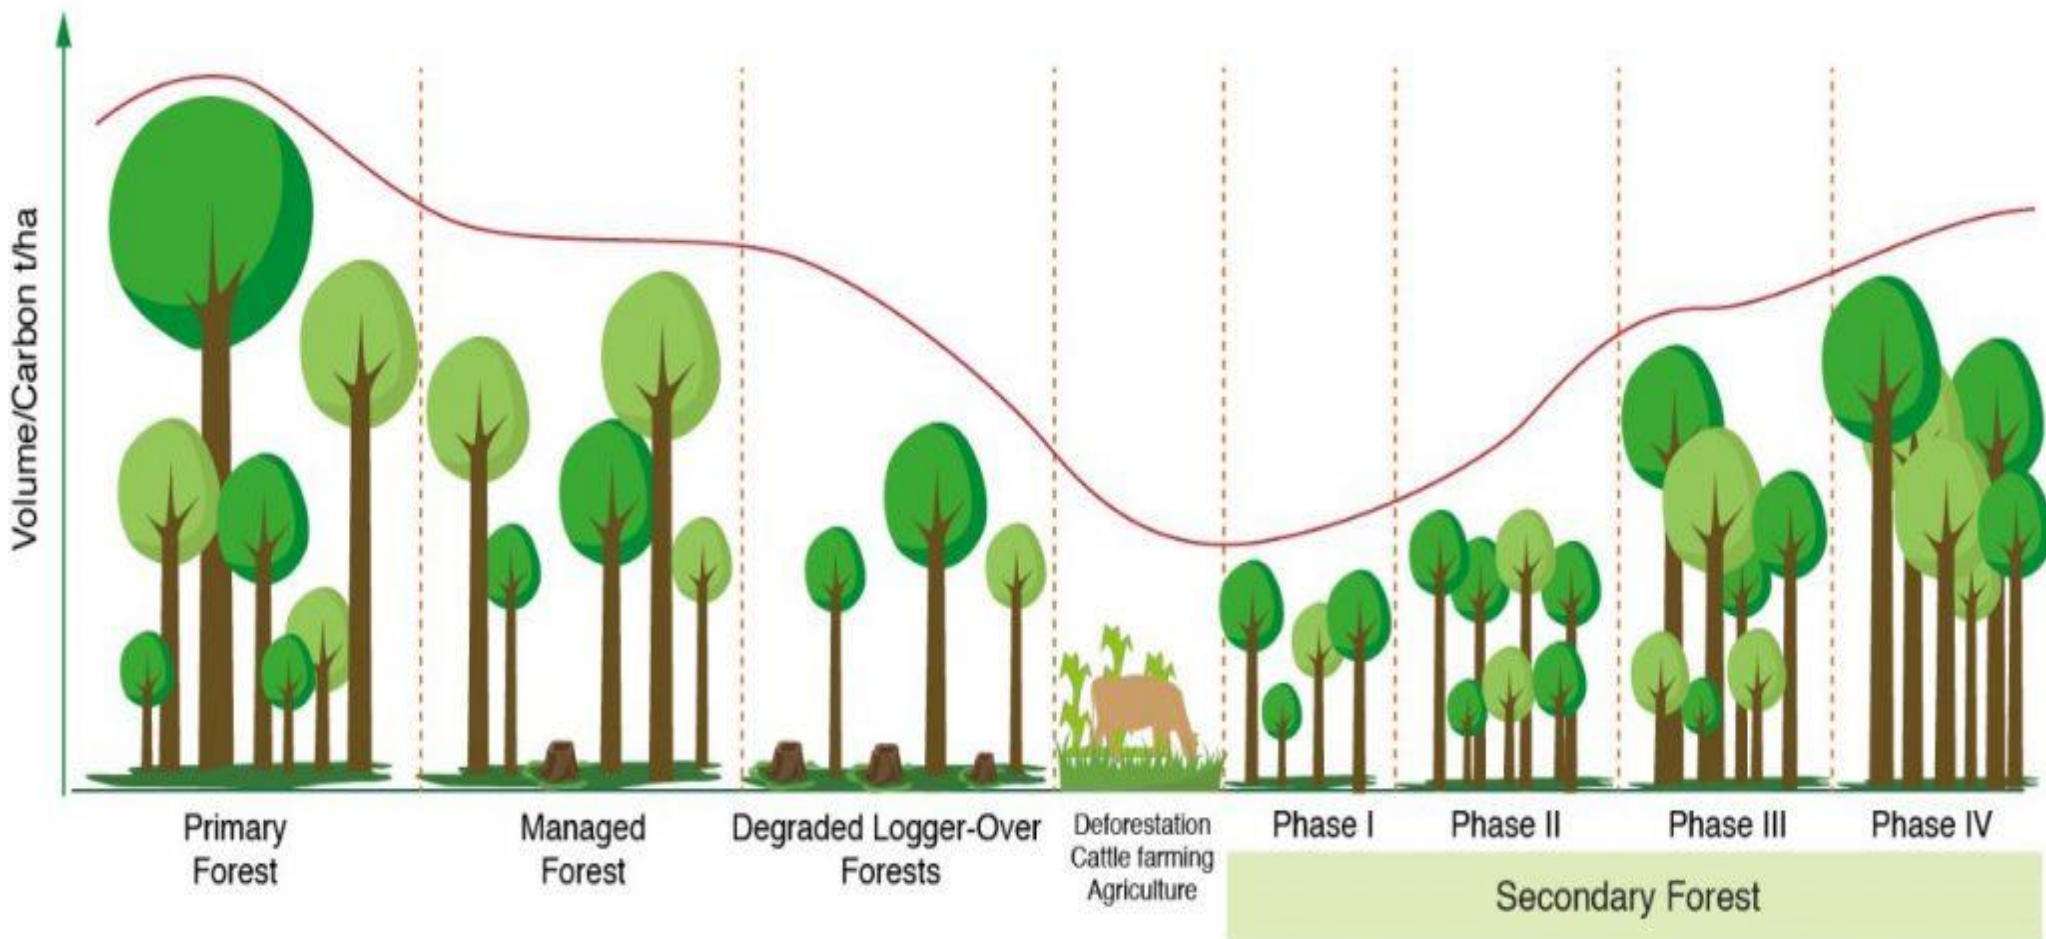 Volume/Carbon t/ha
Primary
Forest
Managed
Forest
Degraded Logger-Over
Forests
Deforestation
Cattle farming
Agriculture
Phase I
Phase II
Phase III
Phase IV
Secondary Forest